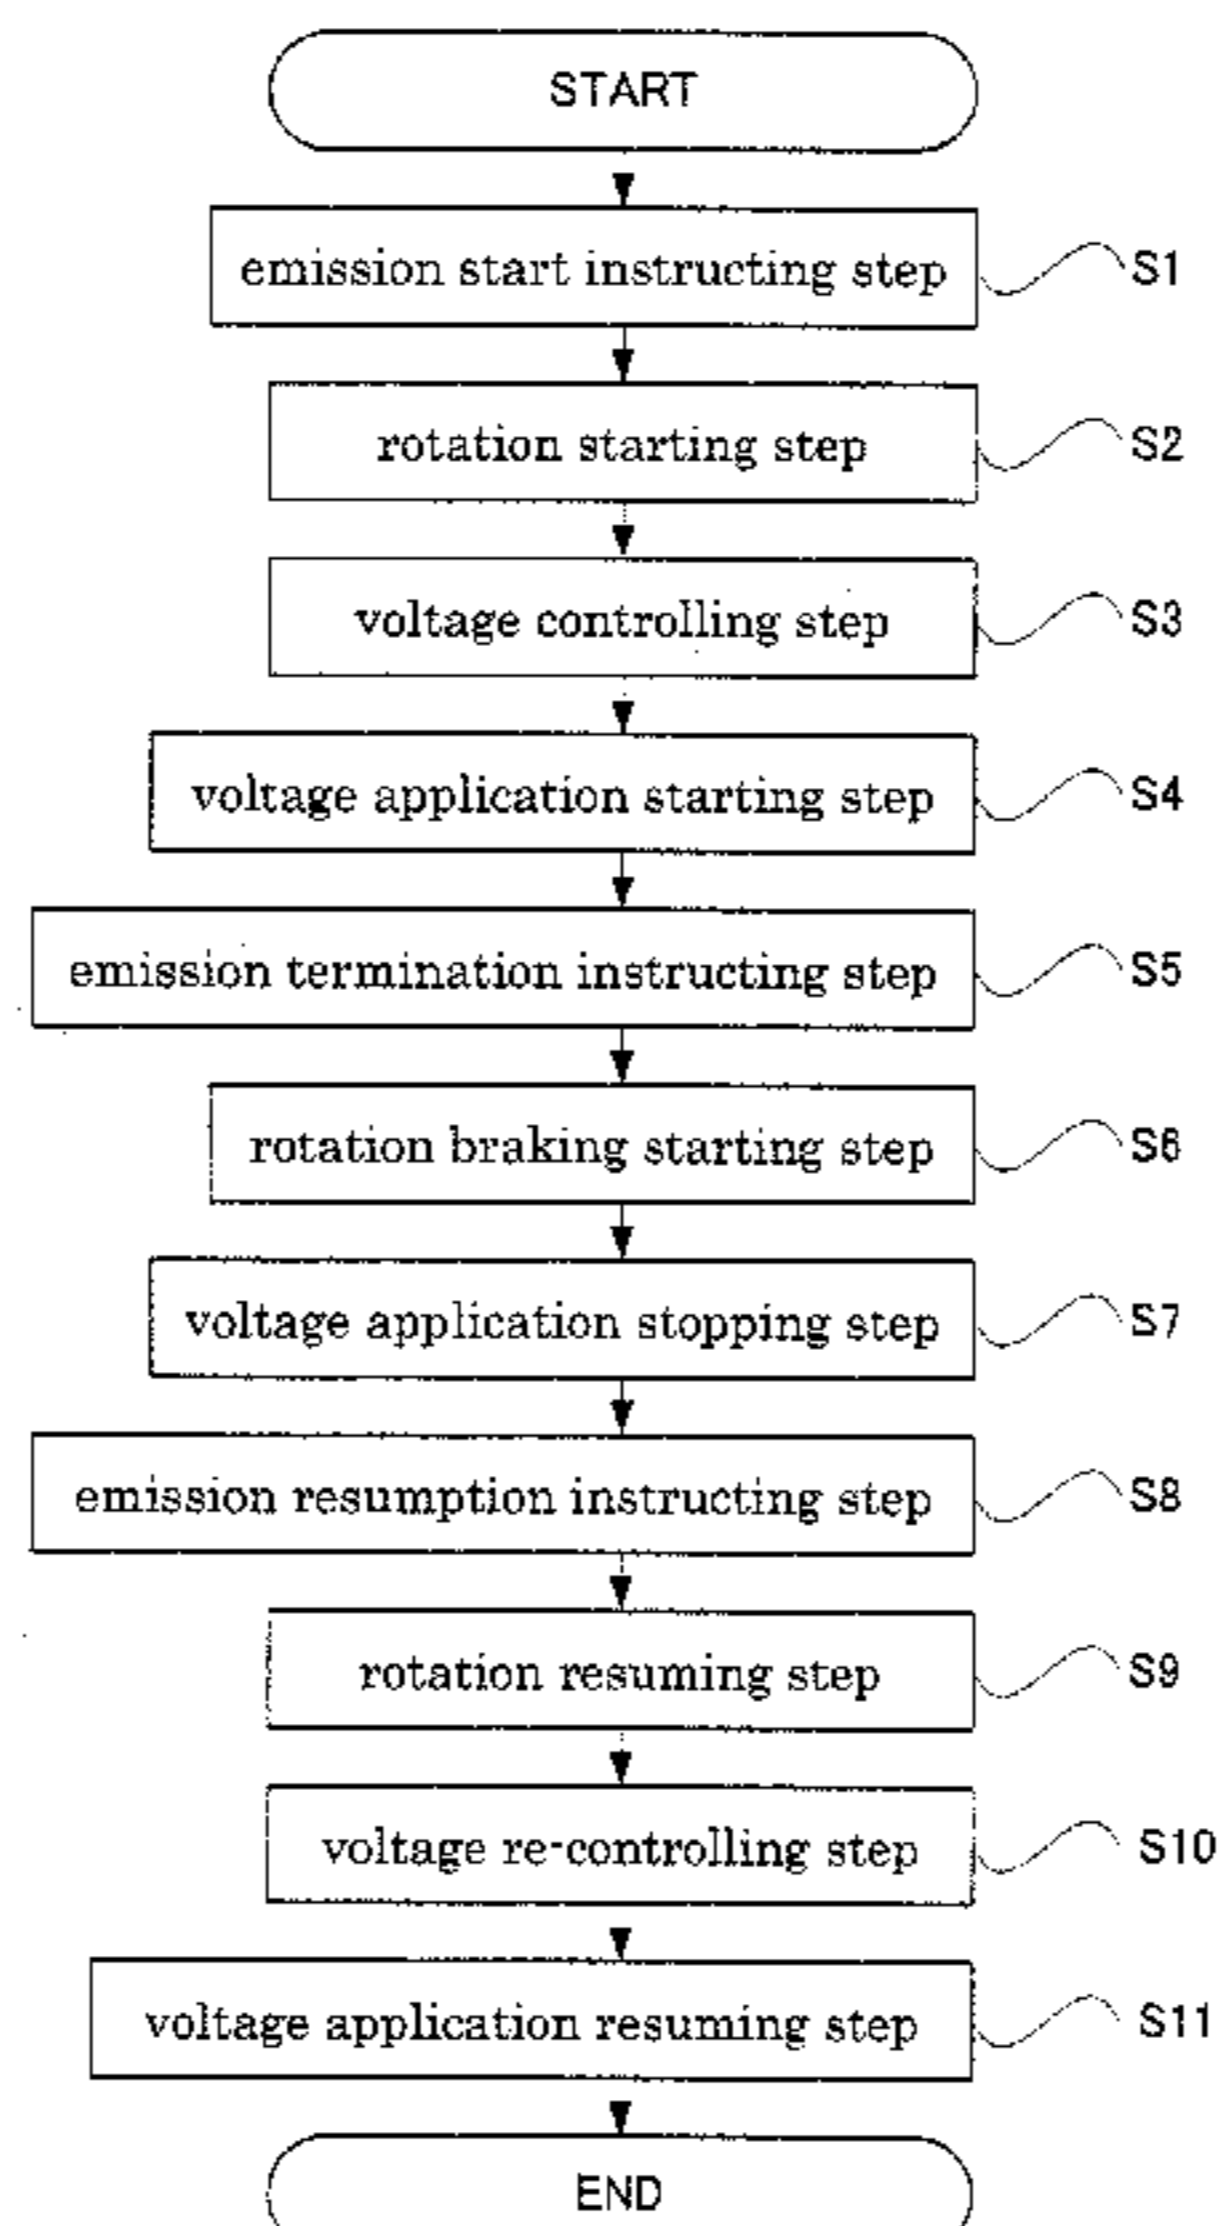 START
emission start instructing step S1
rotation starting step S2
voltage controlling step S3
voltage application starting step S4
emission termination instructing step S5
rotation braking starting step S6
voltage application stopping step S7
emission resumption instructing step S8
rotation resuming step S9
voltage re-controlling step S10
voltage application resuming step S11
END